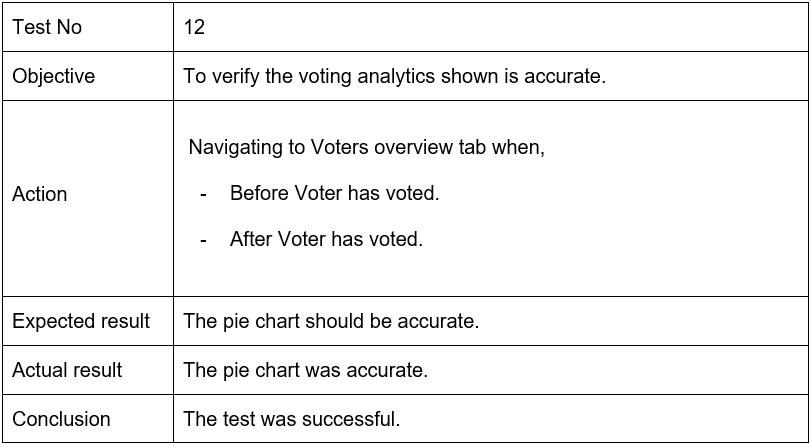 Test No 12
Objective To verify the voting analytics shown is accurate.
Action
Navigating to Voters overview tab when,
- Before Voter has voted.
- After Voter has voted.
Expected result The pie chart should be accurate.
Actual result The pie chart was accurate.
Conclusion The test was successful.